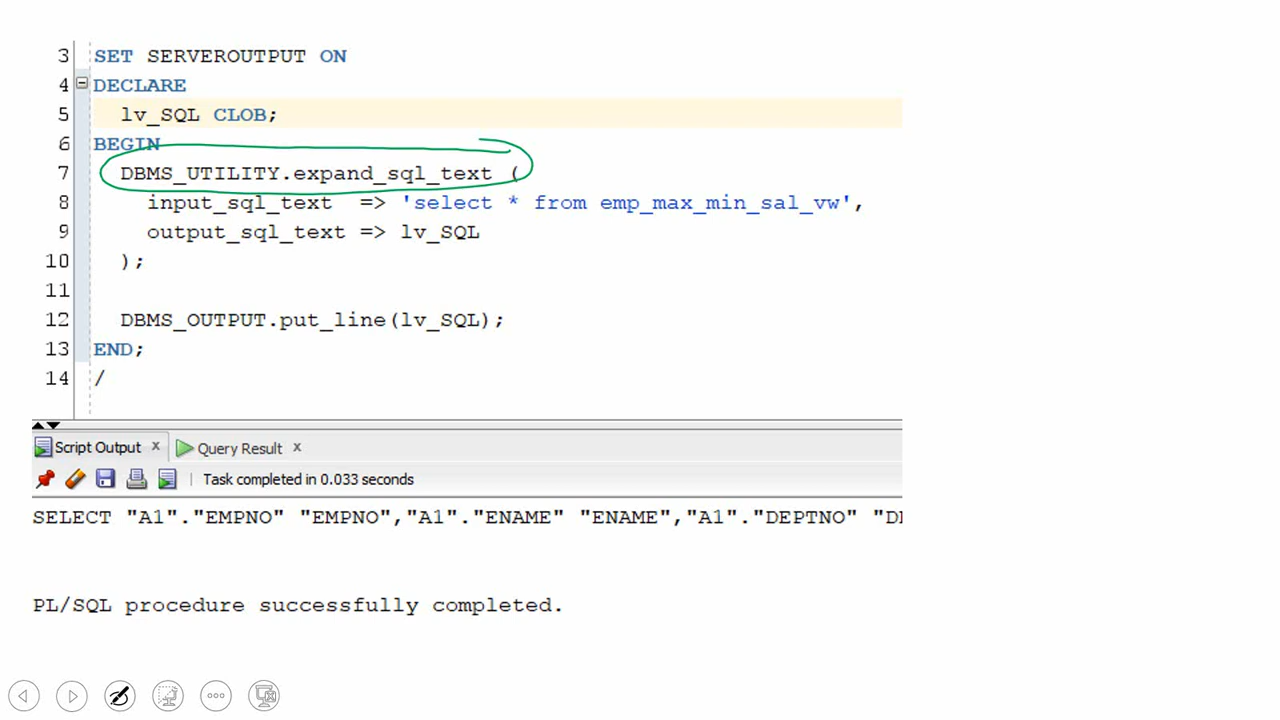 3 SET SERVEROUTPUT ON
4 DECLARE
5 lv_SQL CLOB;
6 BEGIN
7 DBMS_UTILITY.expand_sql_text (
8 input_sql_text => 'select * from emp_max_min_sal_vw',
9 output_sql_text => lv_SQL
10 );
11
12 DBMS_OUTPUT.put_line(lv_SQL);
13 END;
14 /
Script Output x Query Result x
Task completed in 0.033 seconds
SELECT "A1"."EMPNO" "EMPNO","A1"."ENAME" "ENAME","A1"."DEPTNO"
PL/SQL procedure successfully completed.